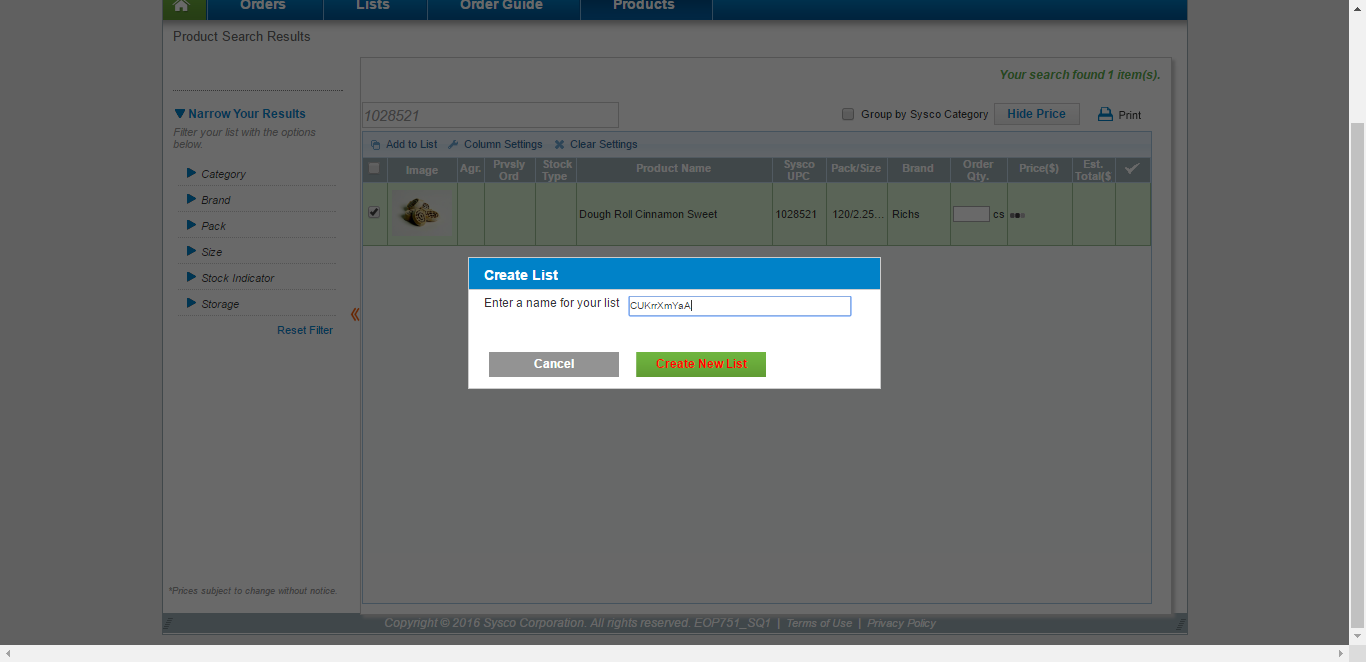 Orders Lists Order Guide Products
Product Search Results
Your search found 1 item(s).
Narrow Your Results
Filter your list with the options
below.
Category
Brand
Pack
Size
Stock Indicator
Storage
Reset Filter
*Prices subject to change without notice.
1028521
Group by Sysco Category Hide Price Print
Add to List Column Settings Clear Settings
Image Agr. Prvsly Ord Stock Type Product Name Sysco UPC Pack/Size Brand Order Qty. Price($) Est. Total($
Dough Roll Cinnamon Sweet 1028521 120/2.25... Richs cs
Create List
Enter a name for your list CUKrrXmYaA
Cancel Create New List
Copyright © 2016 Sysco Corporation. All rights reserved. EOP751_SQ1 | Terms of Use | Privacy Policy